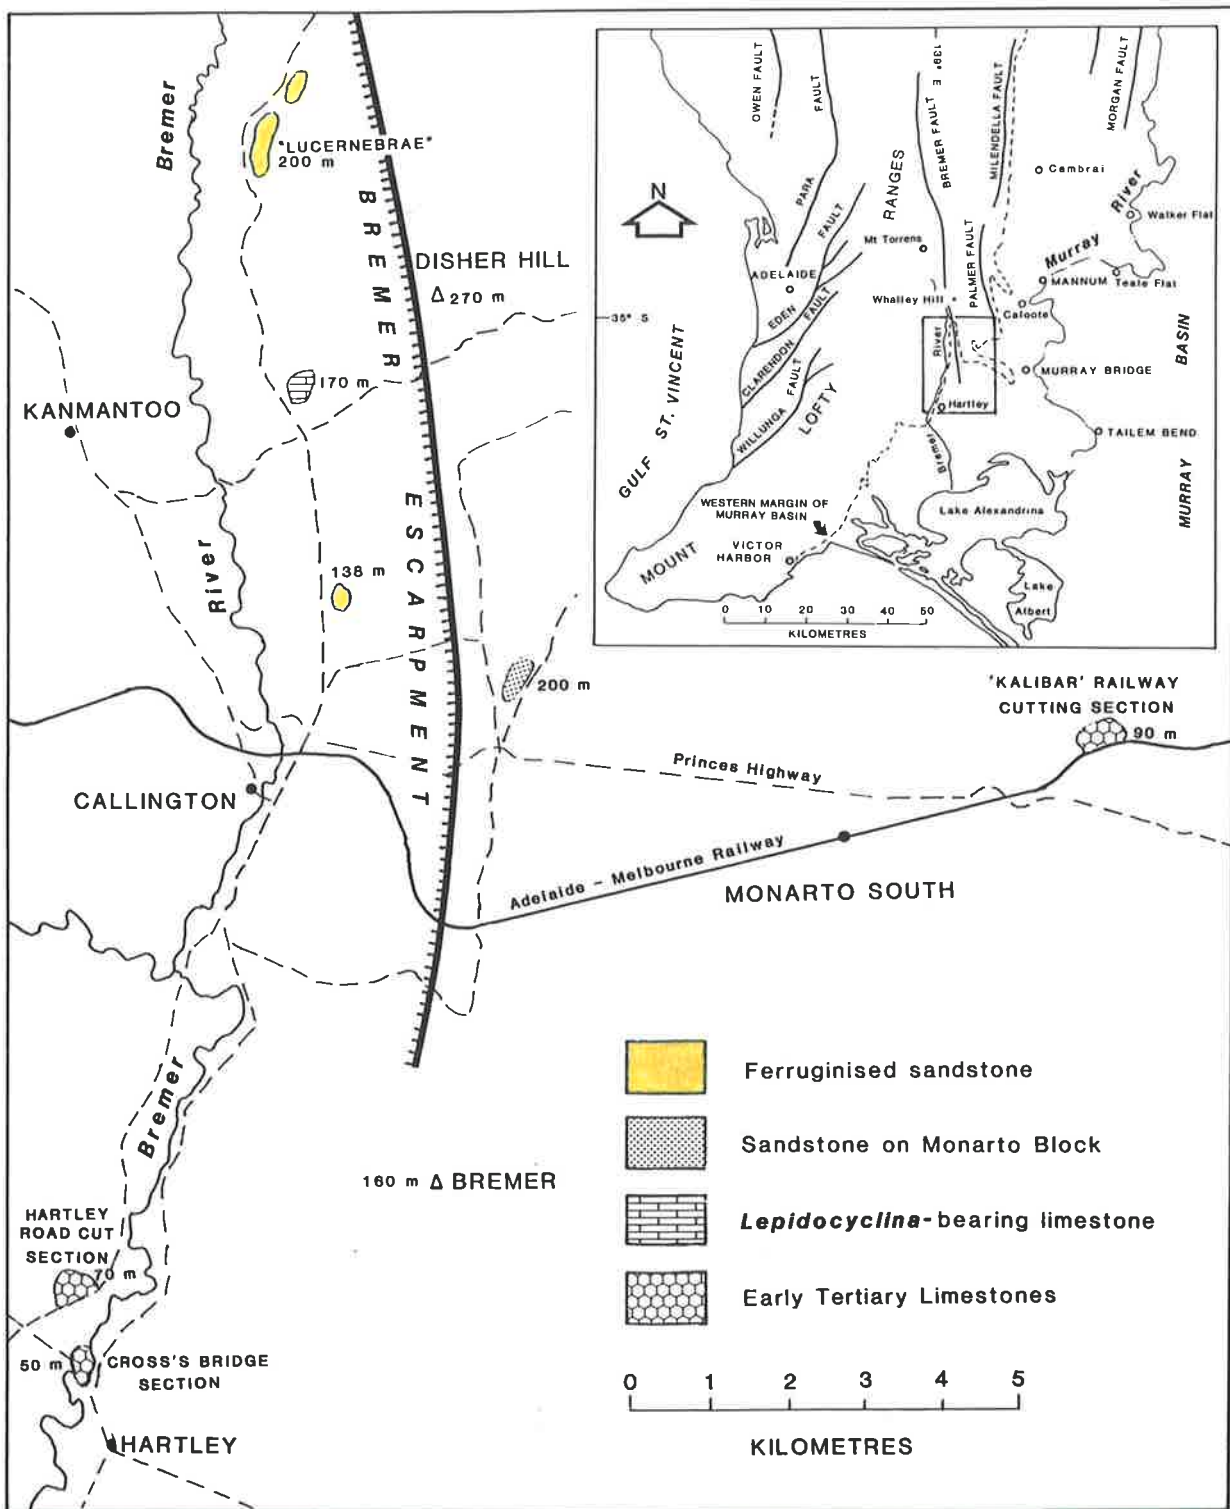 Bremer
"LUCERNEBRAE"
200 m
BREMER
ESCARPMENT
DISHER HILL
Δ 270 m
170 m
KANMANTOO
River
138 m
200 m
'KALIBAR' RAILWAY
CUTTING SECTION
90 m
Princes Highway
CALLINGTON
Adelaide - Melbourne Railway
MONARTO SOUTH
Bremer
160 m Δ BREMER
HARTLEY
ROAD CUT
SECTION
70 m
50 m
CROSS'S BRIDGE
SECTION
HARTLEY
Ferruginised sandstone
Sandstone on Monarto Block
Lepidocyclina-bearing limestone
Early Tertiary Limestones
0 1 2 3 4 5
KILOMETRES
N
OWEN FAULT
PARA FAULT
RANGES
BREMER FAULT
139° E
MILENDELLA FAULT
MORGAN FAULT
Cambrai
River
Walker Flat
Murray
Mt Torrens
ADELAIDE
EDEN FAULT
PALMER FAULT
MANNUM
Teale Flat
Whalley Hill
Caloote
35° S
CLARENDON FAULT
River
BASIN
MURRAY BRIDGE
WILLUNGA FAULT
Hartley
GULF ST. VINCENT
LOFTY
Bremer
TAILEM BEND
MURRAY
WESTERN MARGIN OF
MURRAY BASIN
Lake Alexandrina
MOUNT
VICTOR
HARBOR
Lake
Albert
0 10 20 30 40 50
KILOMETRES